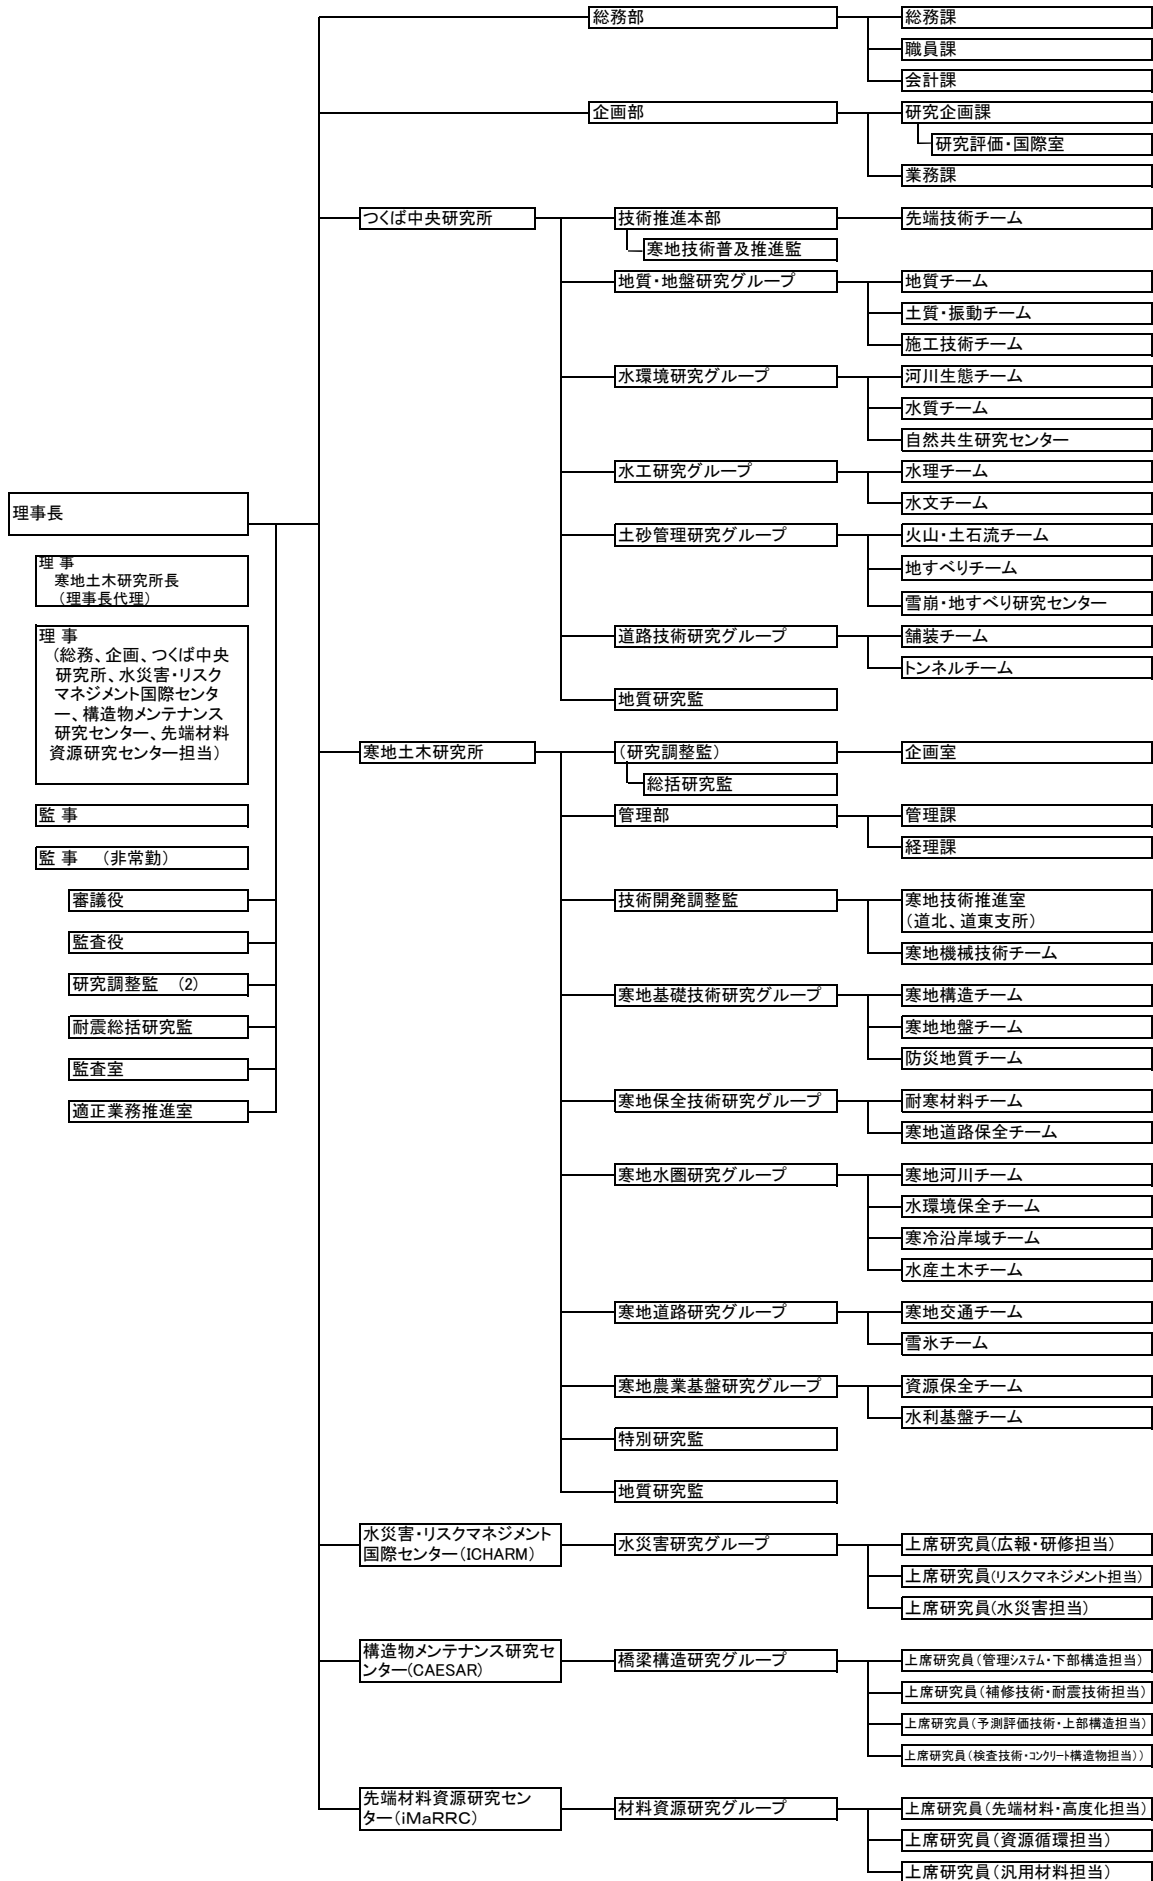 総務部
総務課
職員課
会計課
企画部
研究企画課
研究評価・国際室
業務課
つくば中央研究所
技術推進本部
先端技術チーム
寒地技術普及推進監
地質・地盤研究グループ
地質チーム
土質・振動チーム
施工技術チーム
水環境研究グループ
河川生態チーム
水質チーム
自然共生研究センター
水工研究グループ
水理チーム
水文チーム
土砂管理研究グループ
火山・土石流チーム
地すべりチーム
雪崩・地すべり研究センター
道路技術研究グループ
舗装チーム
トンネルチーム
地質研究監
理事長
理 事
寒地土木研究所長
(理事長代理)
理 事
(総務、企画、つくば中央
研究所、水災害・リスク
マネジメント国際センタ
ー、構造物メンテナンス
研究センター、先端材料
資源研究センター担当)
監 事
監 事 (非常勤)
審議役
監査役
研究調整監 (2)
耐震総括研究監
監査室
適正業務推進室
寒地土木研究所
(研究調整監)
企画室
総括研究監
管理部
管理課
経理課
技術開発調整監
寒地技術推進室
(道北、道東支所)
寒地機械技術チーム
寒地基礎技術研究グループ
寒地構造チーム
寒地地盤チーム
防災地質チーム
寒地保全技術研究グループ
耐寒材料チーム
寒地道路保全チーム
寒地水圏研究グループ
寒地河川チーム
水環境保全チーム
寒冷沿岸域チーム
水産土木チーム
寒地道路研究グループ
寒地交通チーム
雪氷チーム
寒地農業基盤研究グループ
資源保全チーム
水利基盤チーム
特別研究監
地質研究監
水災害・リスクマネジメント
国際センター(ICHARM)
水災害研究グループ
上席研究員(広報・研修担当)
上席研究員(リスクマネジメント担当)
上席研究員(水災害担当)
構造物メンテナンス研究セ
ンター(CAESAR)
橋梁構造研究グループ
上席研究員(管理システム・下部構造担当)
上席研究員(補修技術・耐震技術担当)
上席研究員(予測評価技術・上部構造担当)
上席研究員(検査技術・コンクリート構造物担当))
先端材料資源研究セン
ター(iMaRRC)
材料資源研究グループ
上席研究員(先端材料・高度化担当)
上席研究員(資源循環担当)
上席研究員(汎用材料担当)